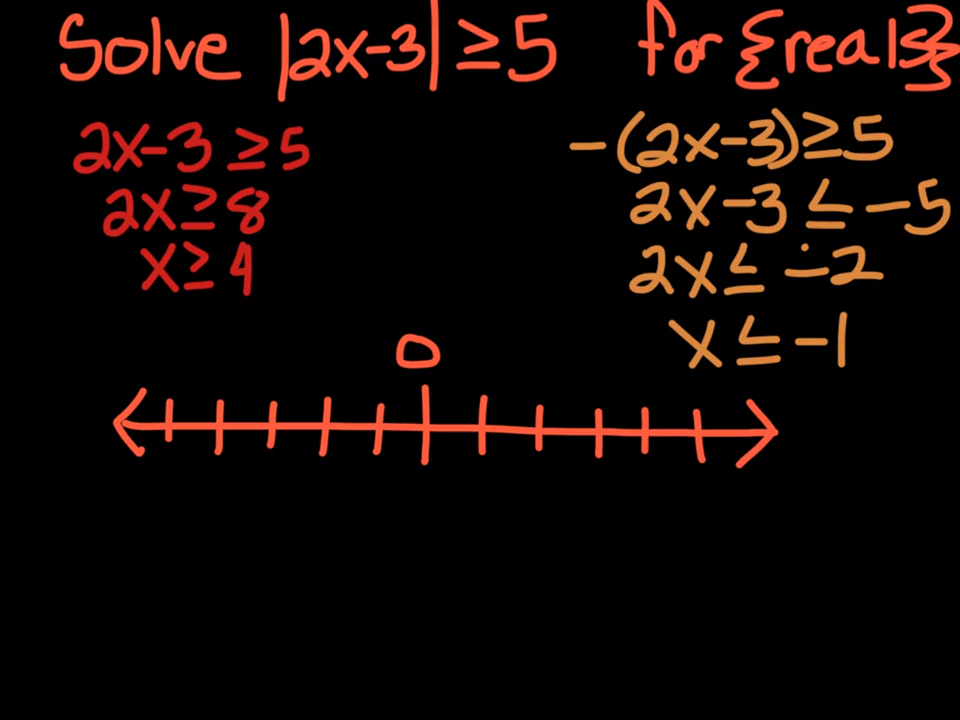 Solve |2x-3| ≥ 5 for {reals}
2x-3 ≥ 5
2x ≥ 8
x ≥ 4
-(2x-3) ≥ 5
2x-3 ≤ -5
2x ≤ -2
x ≤ -1
0